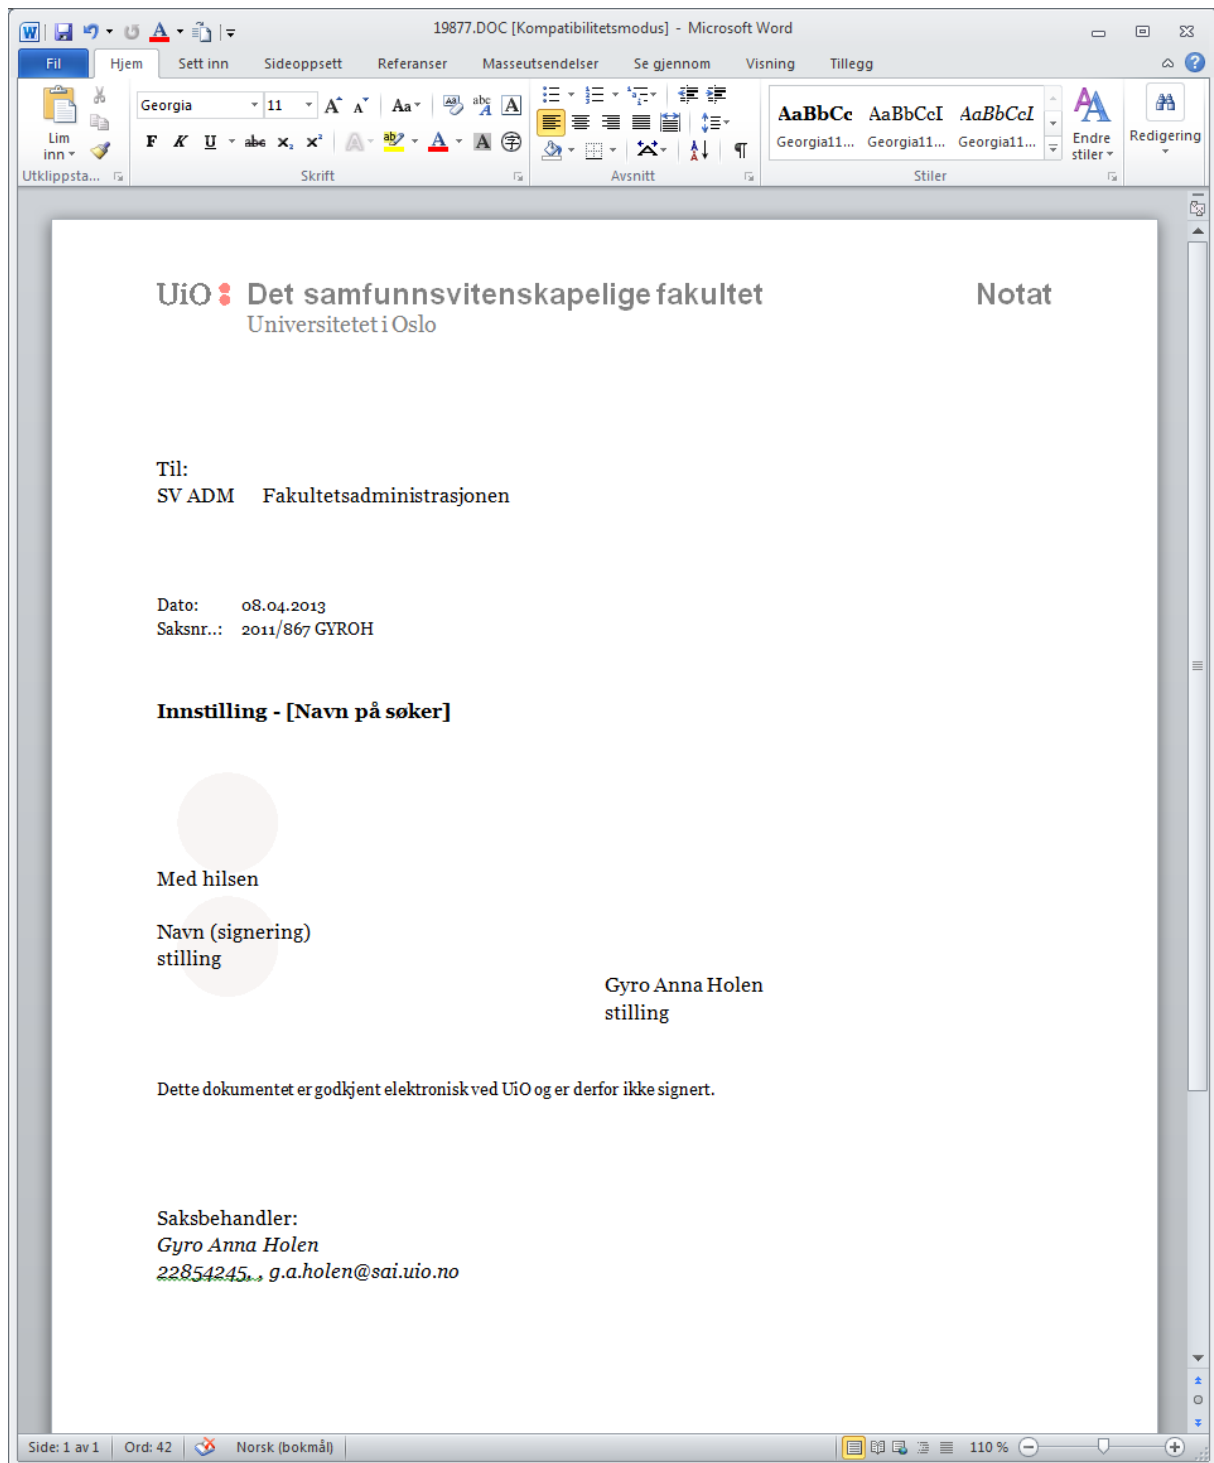 19877.DOC [Kompatibilitetsmodus] - Microsoft Word
Fil Hjem Sett inn Sideoppsett Referanser Masseutsendelser Se gjennom Visning Tillegg
Lim inn
Georgia 11
Aa
F K U abe x₂ x²
AaBbCc AaBbCcI AaBbCcI
Georgia11... Georgia11... Georgia11...
Endre stiler
Redigering
Utklippsta... Skrift Avsnitt Stiler
UiO Det samfunnsvitenskapelige fakultet Notat
Universitetet i Oslo
Til:
SV ADM Fakultetsadministrasjonen
Dato: 08.04.2013
Saksnr..: 2011/867 GYROH
Innstilling - [Navn på søker]
Med hilsen
Navn (signering)
stilling
Gyro Anna Holen
stilling
Dette dokumentet er godkjent elektronisk ved UiO og er derfor ikke signert.
Saksbehandler:
Gyro Anna Holen
22854245, , g.a.holen@sai.uio.no
Side: 1 av 1 Ord: 42 Norsk (bokmål) 110 %